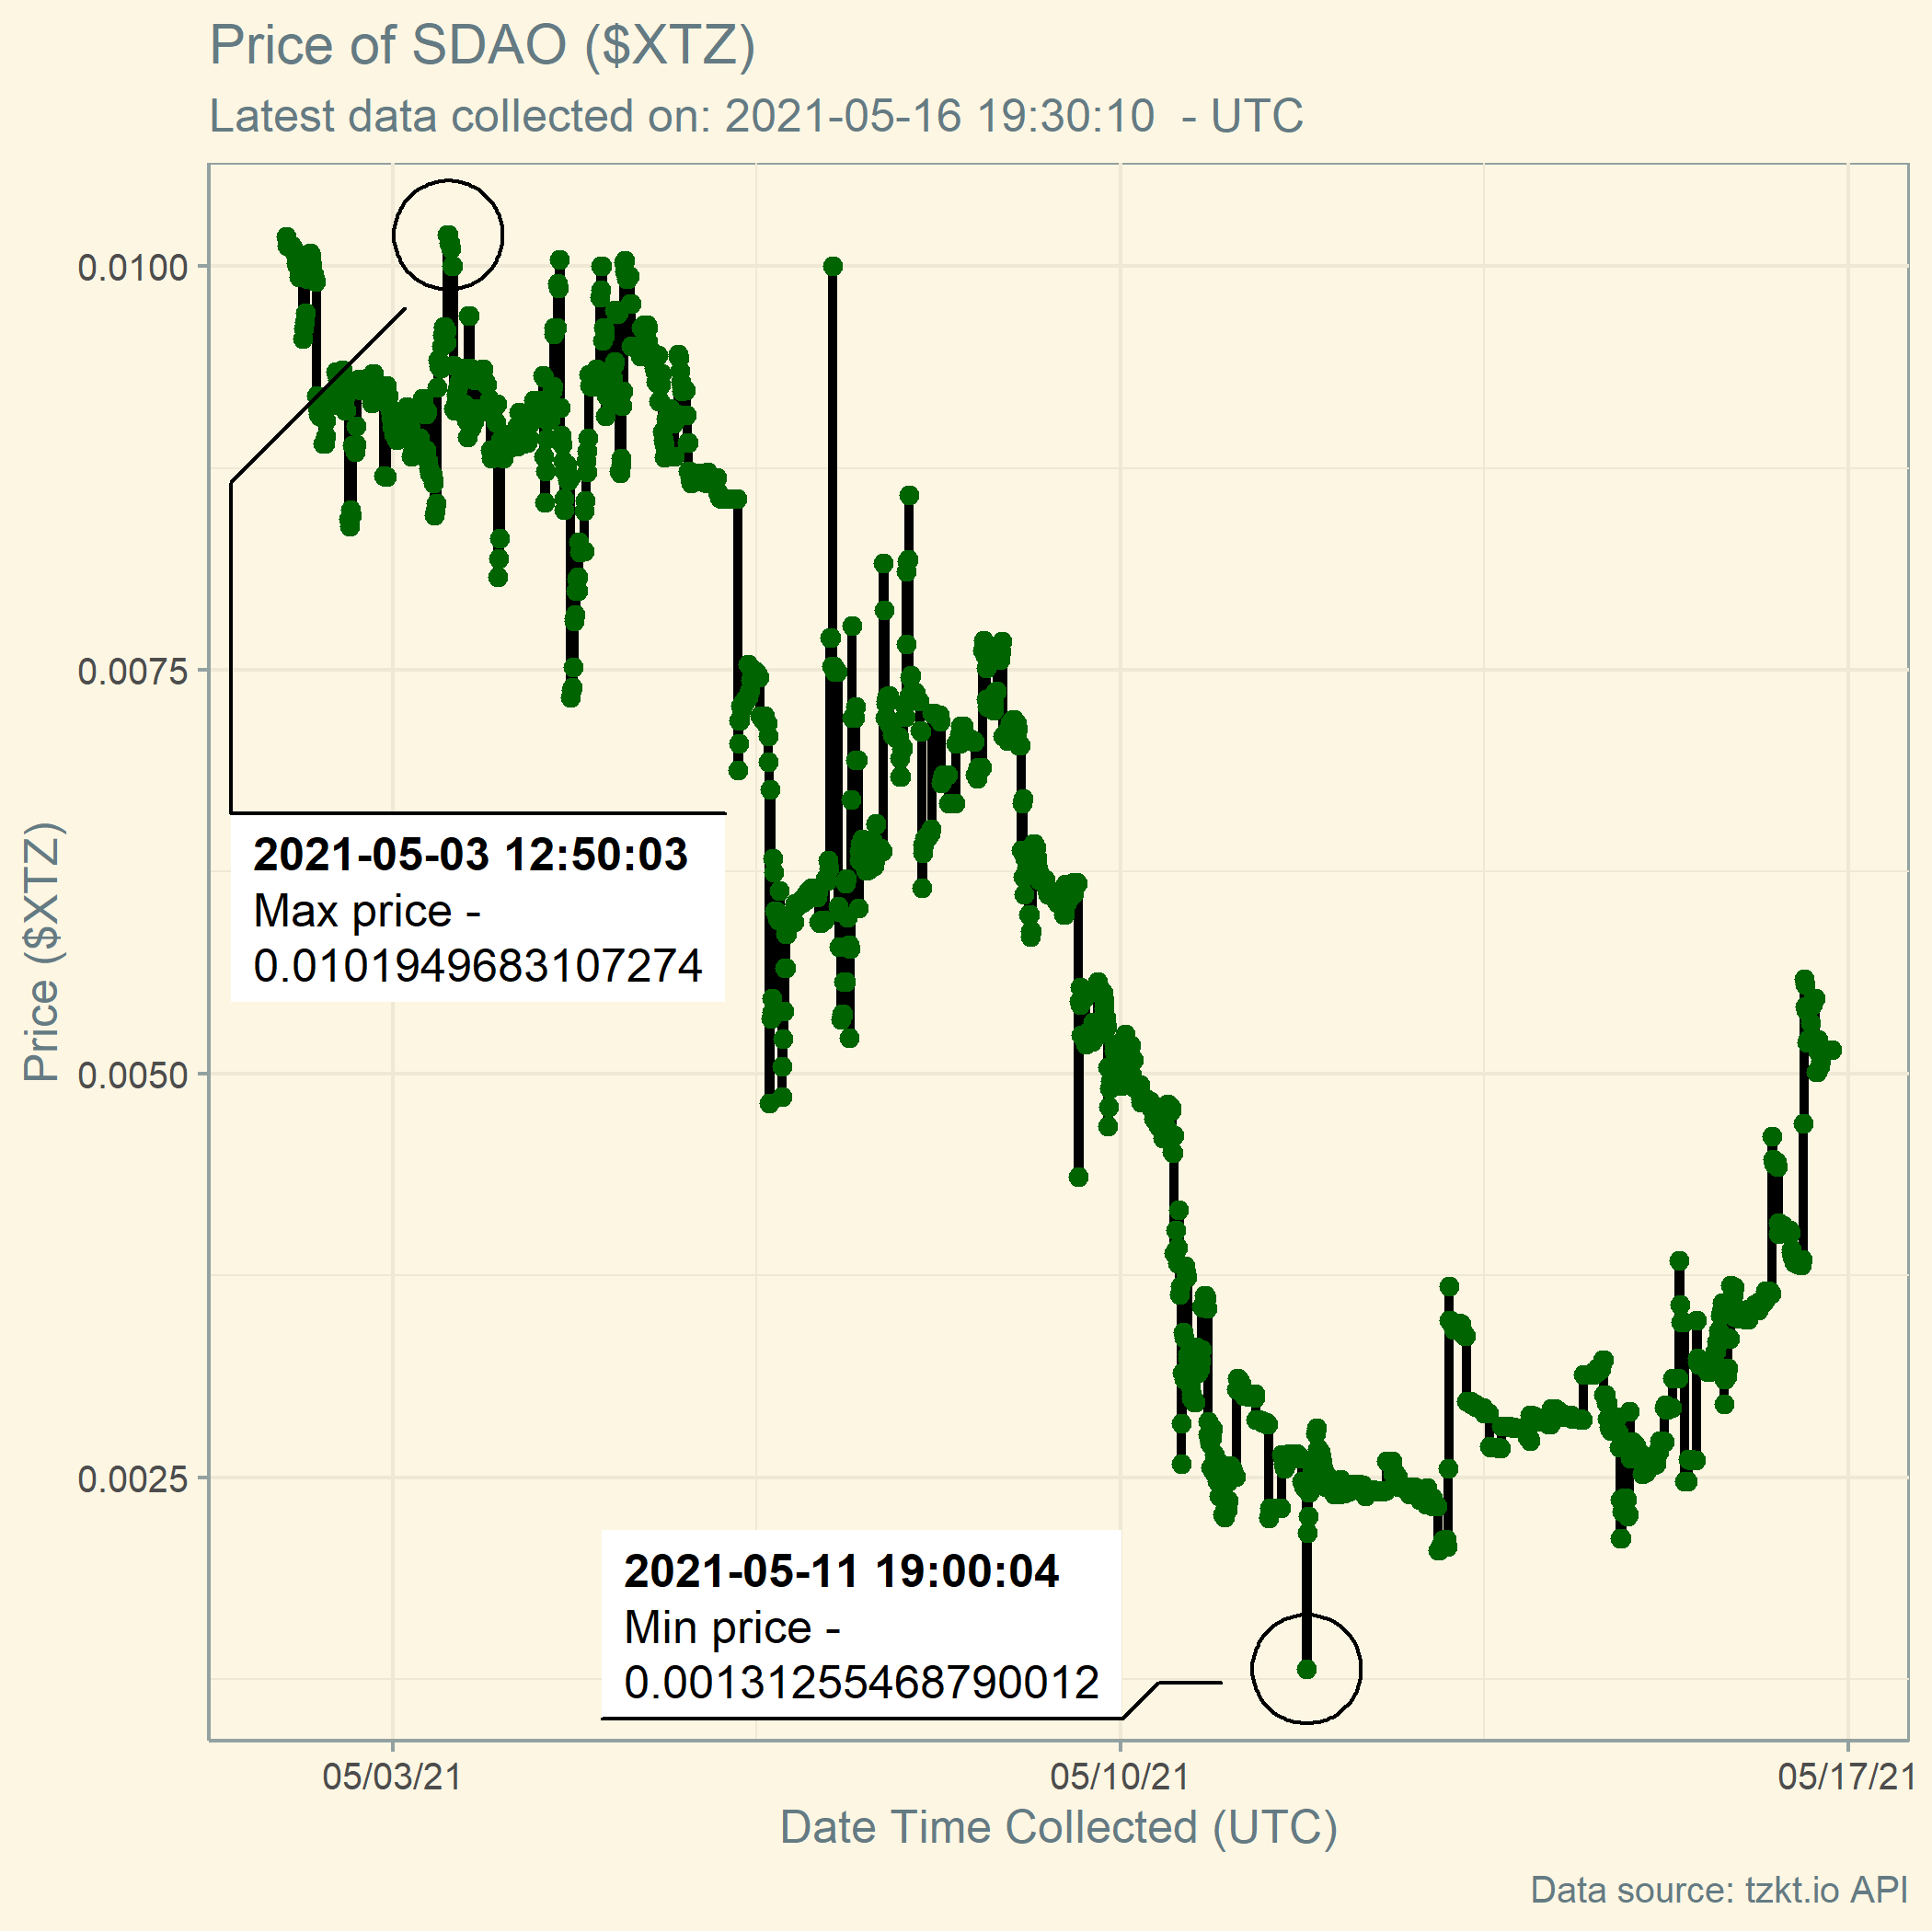 Price of SDAO ($XTZ)
Latest data collected on: 2021-05-16 19:30:10  - UTC
Price ($XTZ)
0.0100
0.0075
0.0050
0.0025
2021-05-03 12:50:03
Max price -
0.0101949683107274
2021-05-11 19:00:04
Min price -
0.00131255468790012
05/03/21
05/10/21
05/17/21
Date Time Collected (UTC)
Data source: tzkt.io API